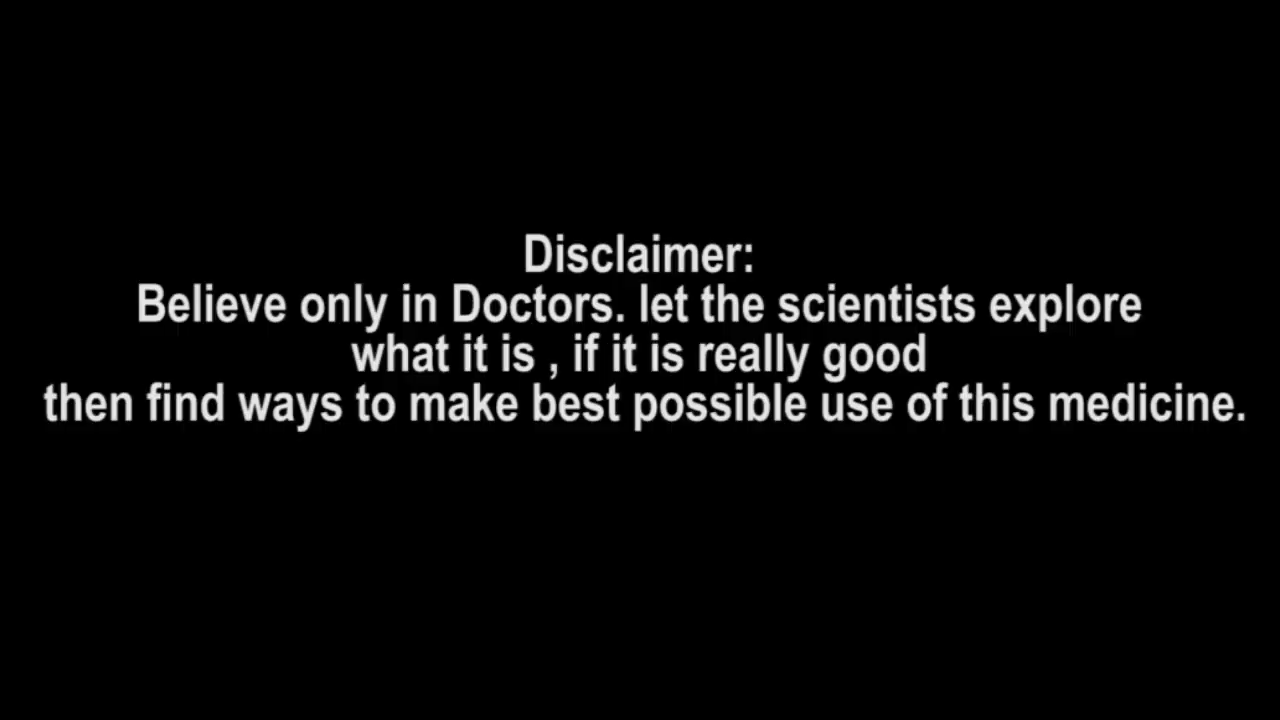 Disclaimer:
Believe only in Doctors. let the scientists explore
what it is , if it is really good
then find ways to make best possible use of this medicine.